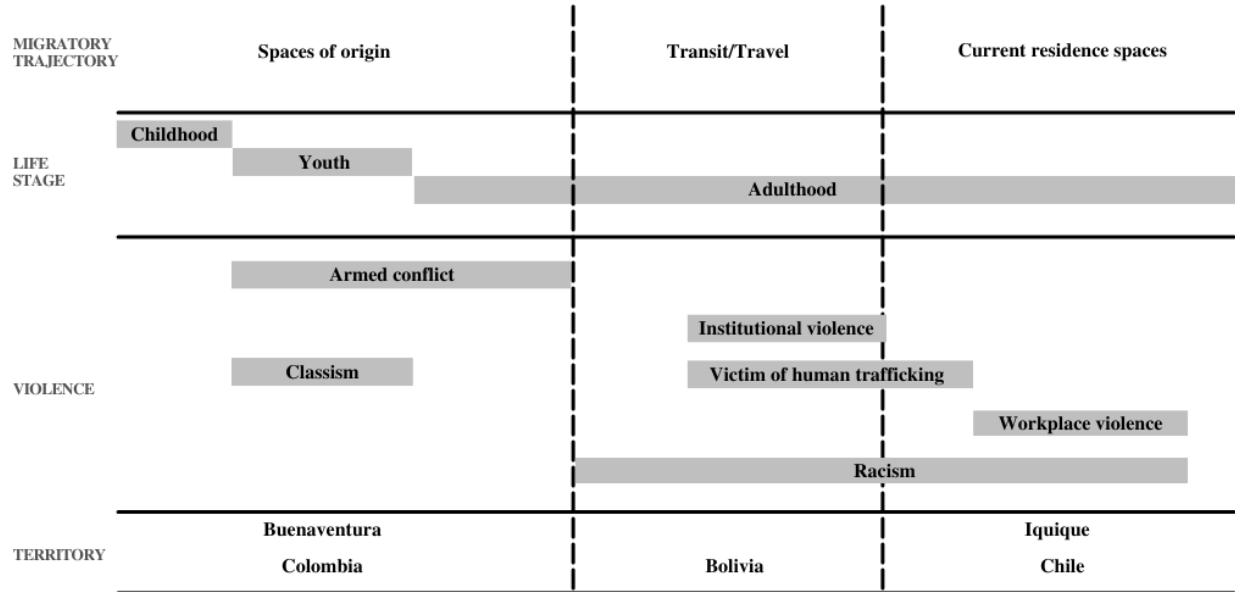 MIGRATORY
TRAJECTORY
Spaces of origin
Transit/Travel
Current residence spaces
LIFE
STAGE
Childhood
Youth
Adulthood
VIOLENCE
Armed conflict
Institutional violence
Classism
Victim of human trafficking
Workplace violence
Racism
TERRITORY
Buenaventura
Iquique
Colombia
Bolivia
Chile